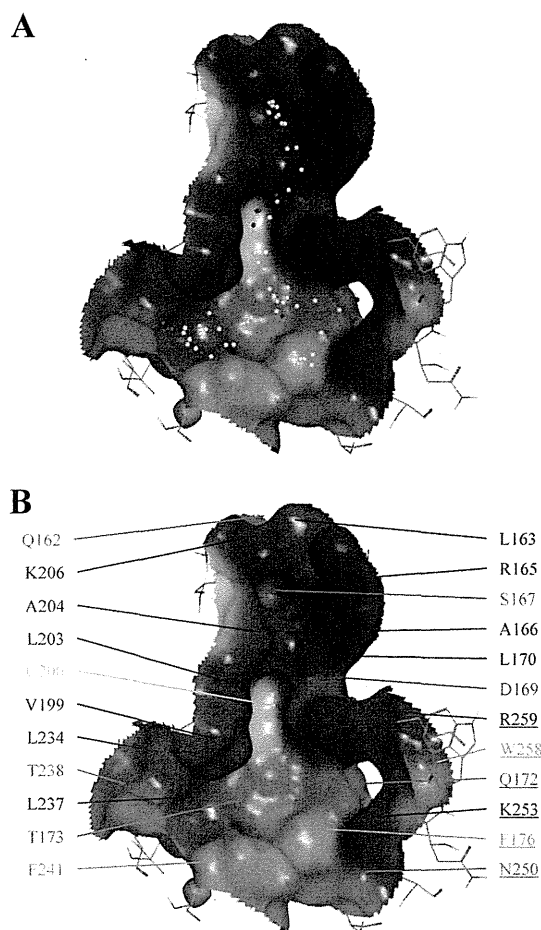 A
B
Q162
K206
A204
L203
V199
L234
T238
L237
T173
F241
L163
R165
S167
A166
L170
D169
R259
W258
Q172
K253
F176
N250